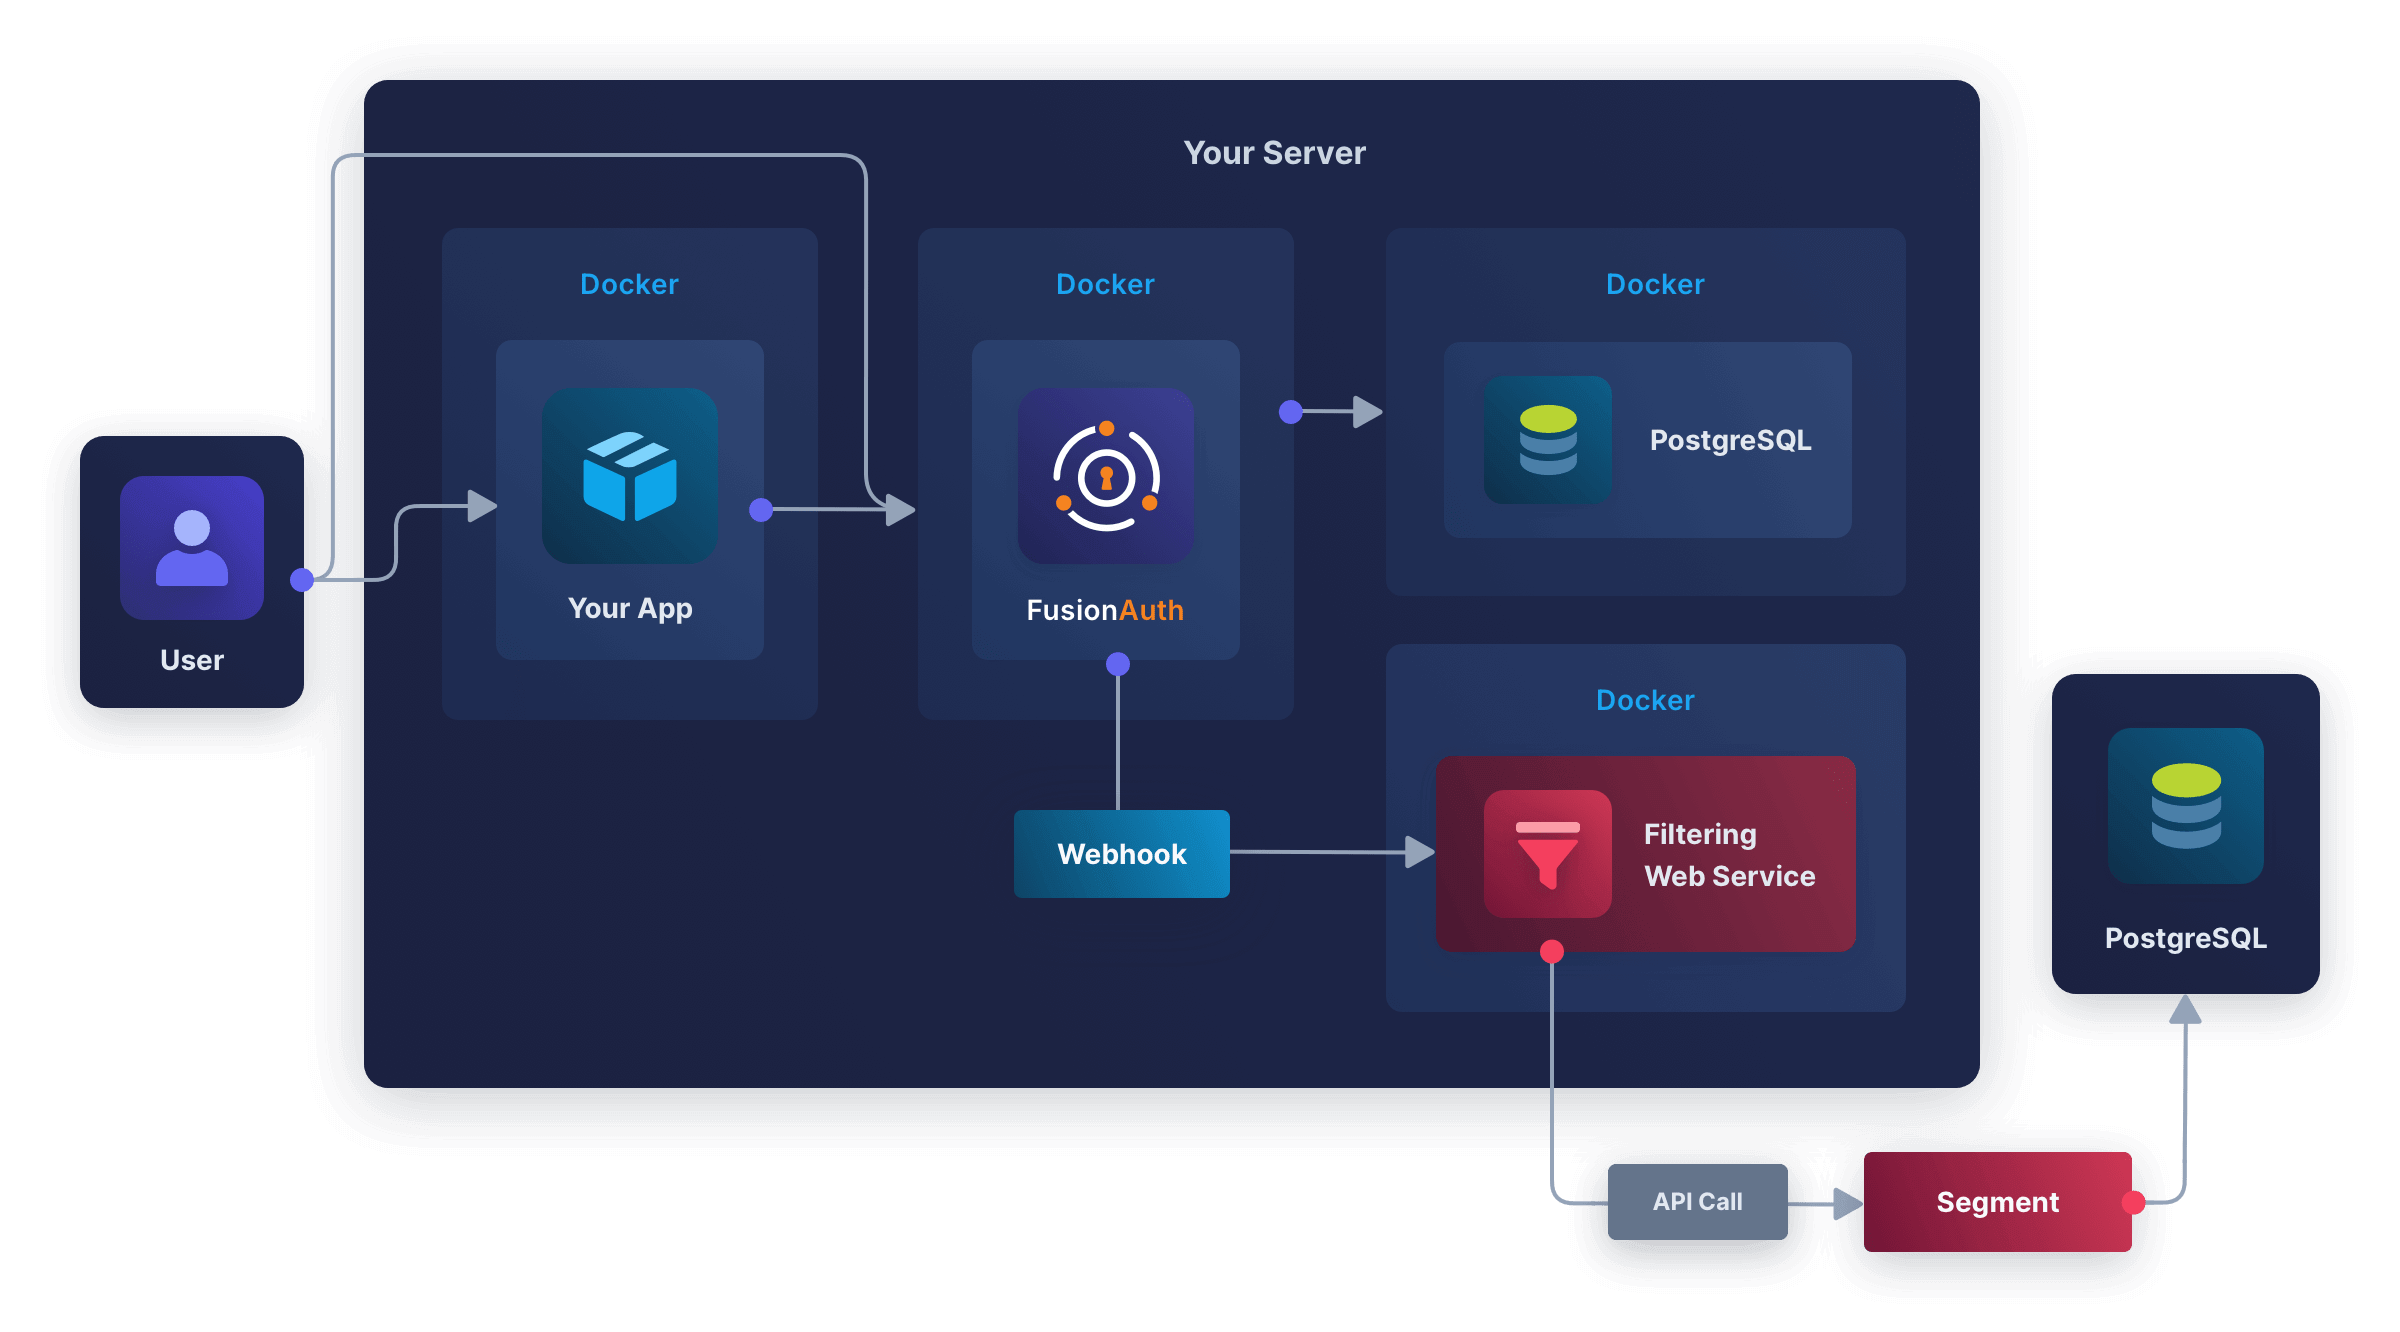 Your Server
Docker
Docker
Docker
PostgreSQL
Your App
FusionAuth
User
Docker
Filtering
Web Service
Webhook
PostgreSQL
API Call
Segment